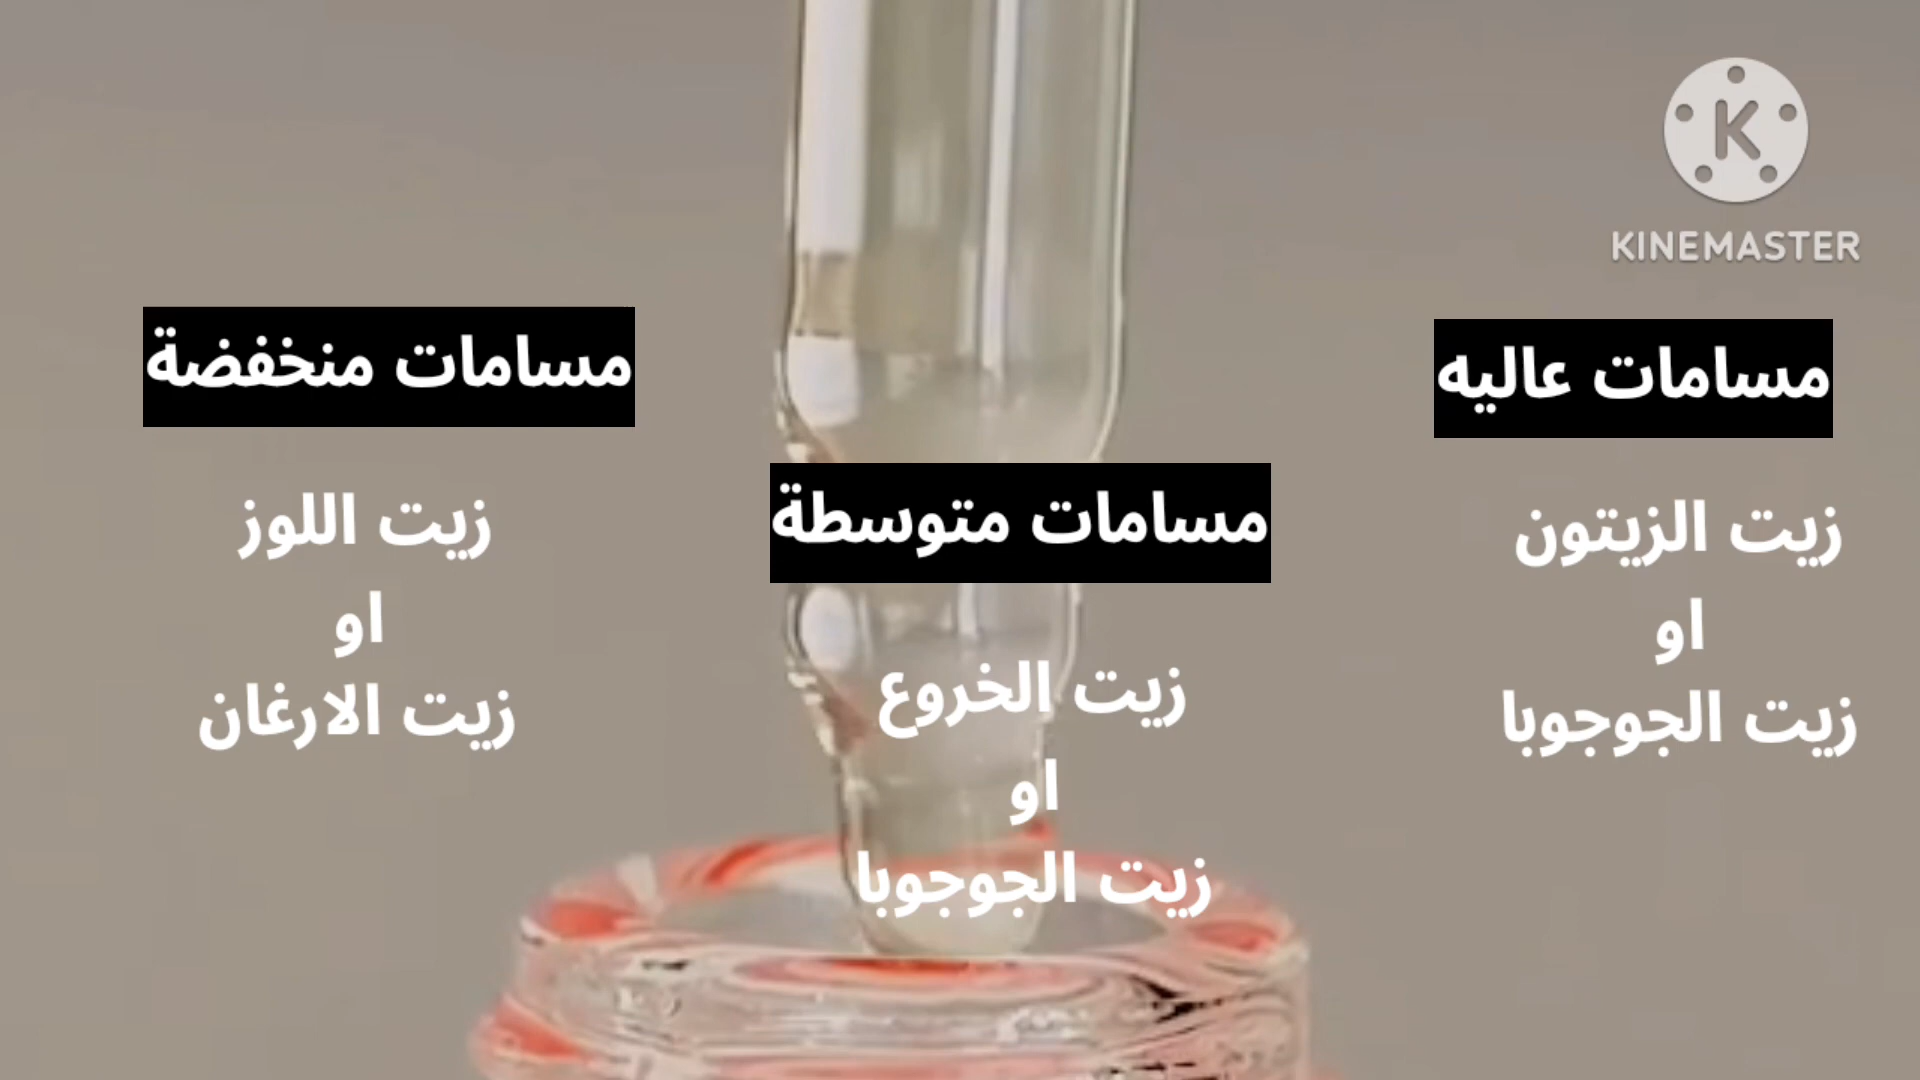 K
KINEMASTER
مسامات عاليه
زيت الزيتون
او
زيت الجوجوبا
مسامات متوسطة
زيت الخروع
او
زيت الجوجوبا
مسامات منخفضة
زيت اللوز
او
زيت الارغان